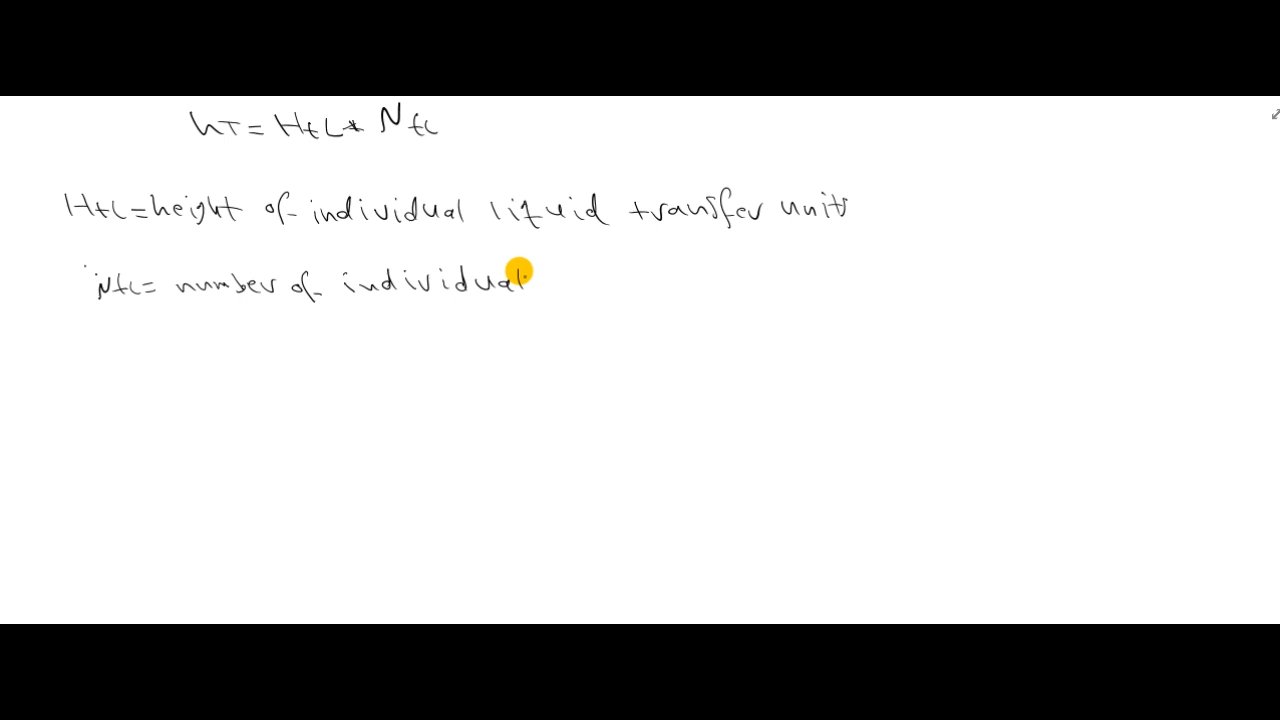 hT = HtL * NtL
HtL = height of individual liquid transfer units
NtL = number of individual